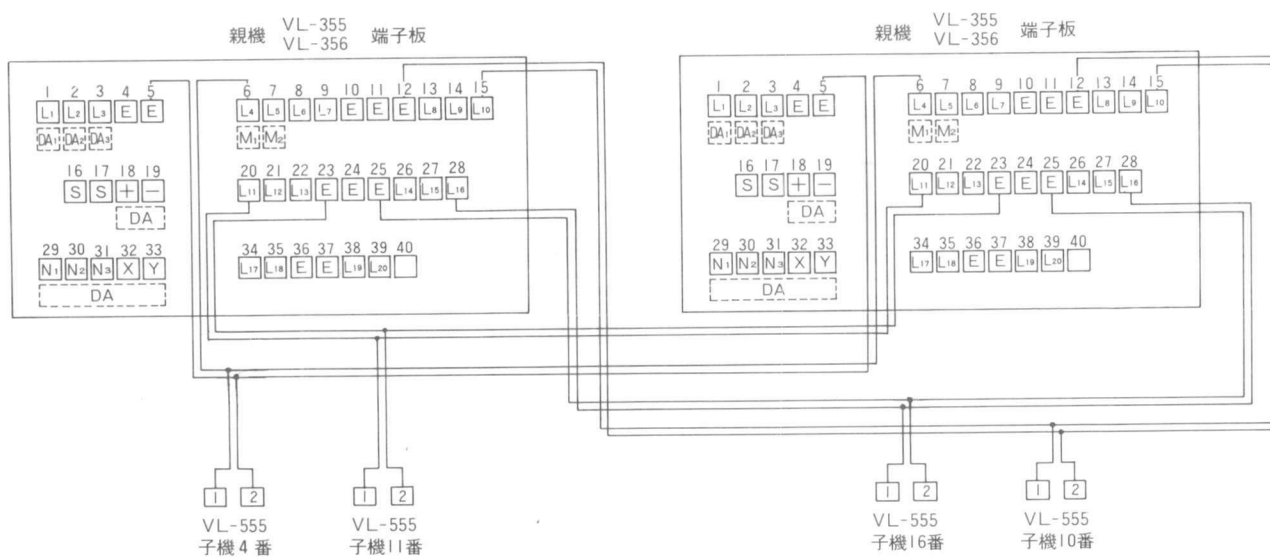 親機 VL-355 VL-356 端子板
1 2 3 4 5
L1 L2 L3 E E
DA1 DA2 DA3
6 7 8 9 10 11 12 13 14 15
L4 L5 L6 L7 E E E L8 L9 L10
M1 M2
16 17 18 19
S S + −
DA
20 21 22 23 24 25 26 27 28
L11 L12 L13 E E E L14 L15 L16
29 30 31 32 33
N1 N2 N3 X Y
DA
34 35 36 37 38 39 40
L17 L18 E E L19 L20
親機 VL-355 VL-356 端子板
1 2 3 4 5
L1 L2 L3 E E
DA1 DA2 DA3
6 7 8 9 10 11 12 13 14 15
L4 L5 L6 L7 E E E L8 L9 L10
M1 M2
16 17 18 19
S S + −
DA
20 21 22 23 24 25 26 27 28
L11 L12 L13 E E E L14 L15 L16
29 30 31 32 33
N1 N2 N3 X Y
DA
34 35 36 37 38 39 40
L17 L18 E E L19 L20
1 2
VL-555
子機4番
1 2
VL-555
子機11番
1 2
VL-555
子機16番
1 2
VL-555
子機10番